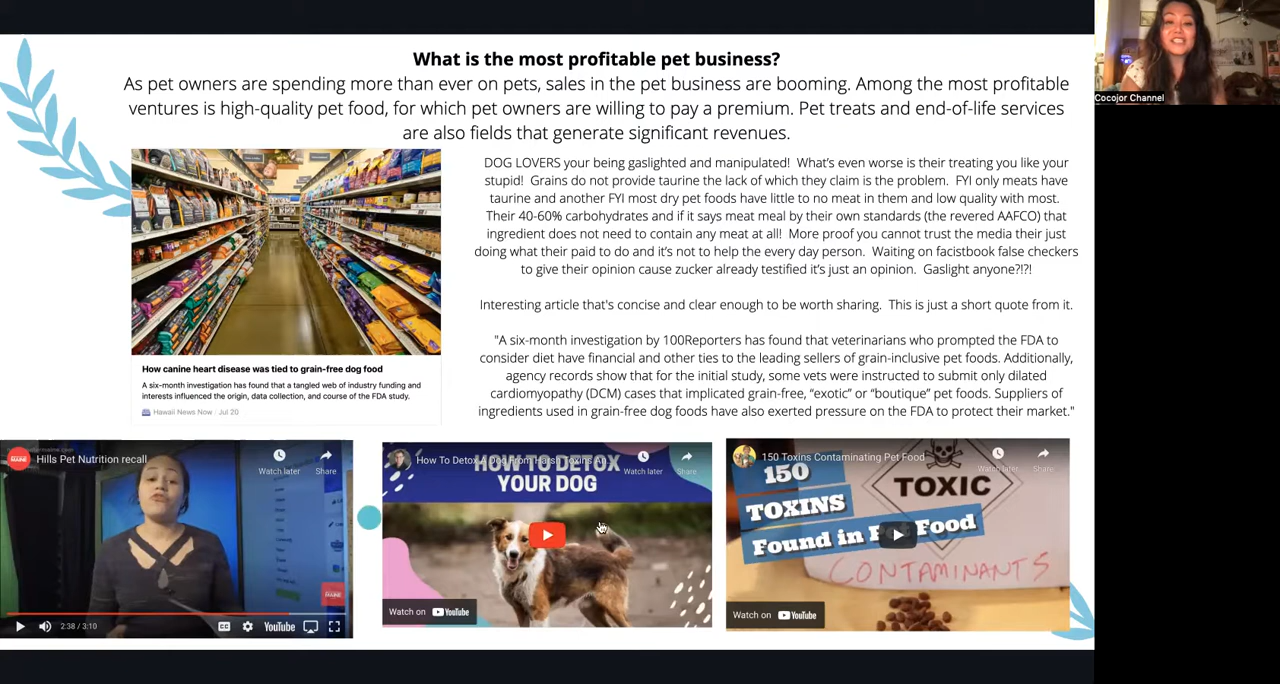 What is the most profitable pet business?
As pet owners are spending more than ever on pets, sales in the pet business are booming. Among the most profitable
ventures is high-quality pet food, for which pet owners are willing to pay a premium. Pet treats and end-of-life services
are also fields that generate significant revenues.
Cocojor Channel
DOG LOVERS your being gaslighted and manipulated! What's even worse is their treating you like your
stupid! Grains do not provide taurine the lack of which they claim is the problem. FYI only meats have
taurine and another FYI most dry pet foods have little to no meat in them and low quality with most.
Their 40-60% carbohydrates and if it says meat meal by their own standards (the revered AAFCO) that
ingredient does not need to contain any meat at all! More proof you cannot trust the media their just
doing what their paid to do and it's not to help the every day person. Waiting on facistbook false checkers
to give their opinion cause zucker already testified it's just an opinion. Gaslight anyone?!?!
Interesting article that's concise and clear enough to be worth sharing. This is just a short quote from it.
"A six-month investigation by 100Reporters has found that veterinarians who prompted the FDA to
consider diet have financial and other ties to the leading sellers of grain-inclusive pet foods. Additionally,
agency records show that for the initial study, some vets were instructed to submit only dilated
cardiomyopathy (DCM) cases that implicated grain-free, "exotic" or "boutique" pet foods. Suppliers of
ingredients used in grain-free dog foods have also exerted pressure on the FDA to protect their market."
How canine heart disease was tied to grain-free dog food
A six-month investigation has found that a tangled web of industry funding and
interests influenced the origin, data collection, and course of the FDA study.
Hawaii News Now · Jul 20
Hills Pet Nutrition recall
Watch later
Share
MAINE
2:38 / 3:10
CC
YouTube
How To Detox A Dog From Harsh Toxins
HOW TO DETOX
YOUR DOG
Watch later
Share
Watch on YouTube
150 Toxins Contaminating Pet Food
Watch later
Share
150
TOXINS
Found in Pet Food
TOXIC
CONTAMINANTS
Watch on YouTube